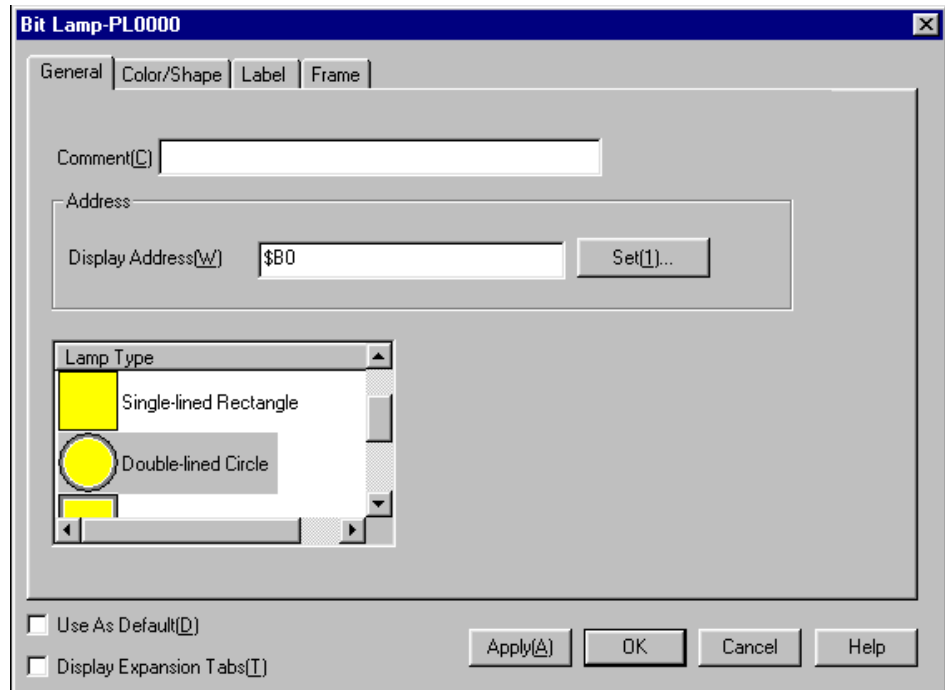 Bit Lamp-PL0000
General Color/Shape Label Frame
Comment(C)
Address
Display Address(W) $B0 Set(1)...
Lamp Type
Single-lined Rectangle
Double-lined Circle
Use As Default(D)
Display Expansion Tabs(T)
Apply(A) OK Cancel Help